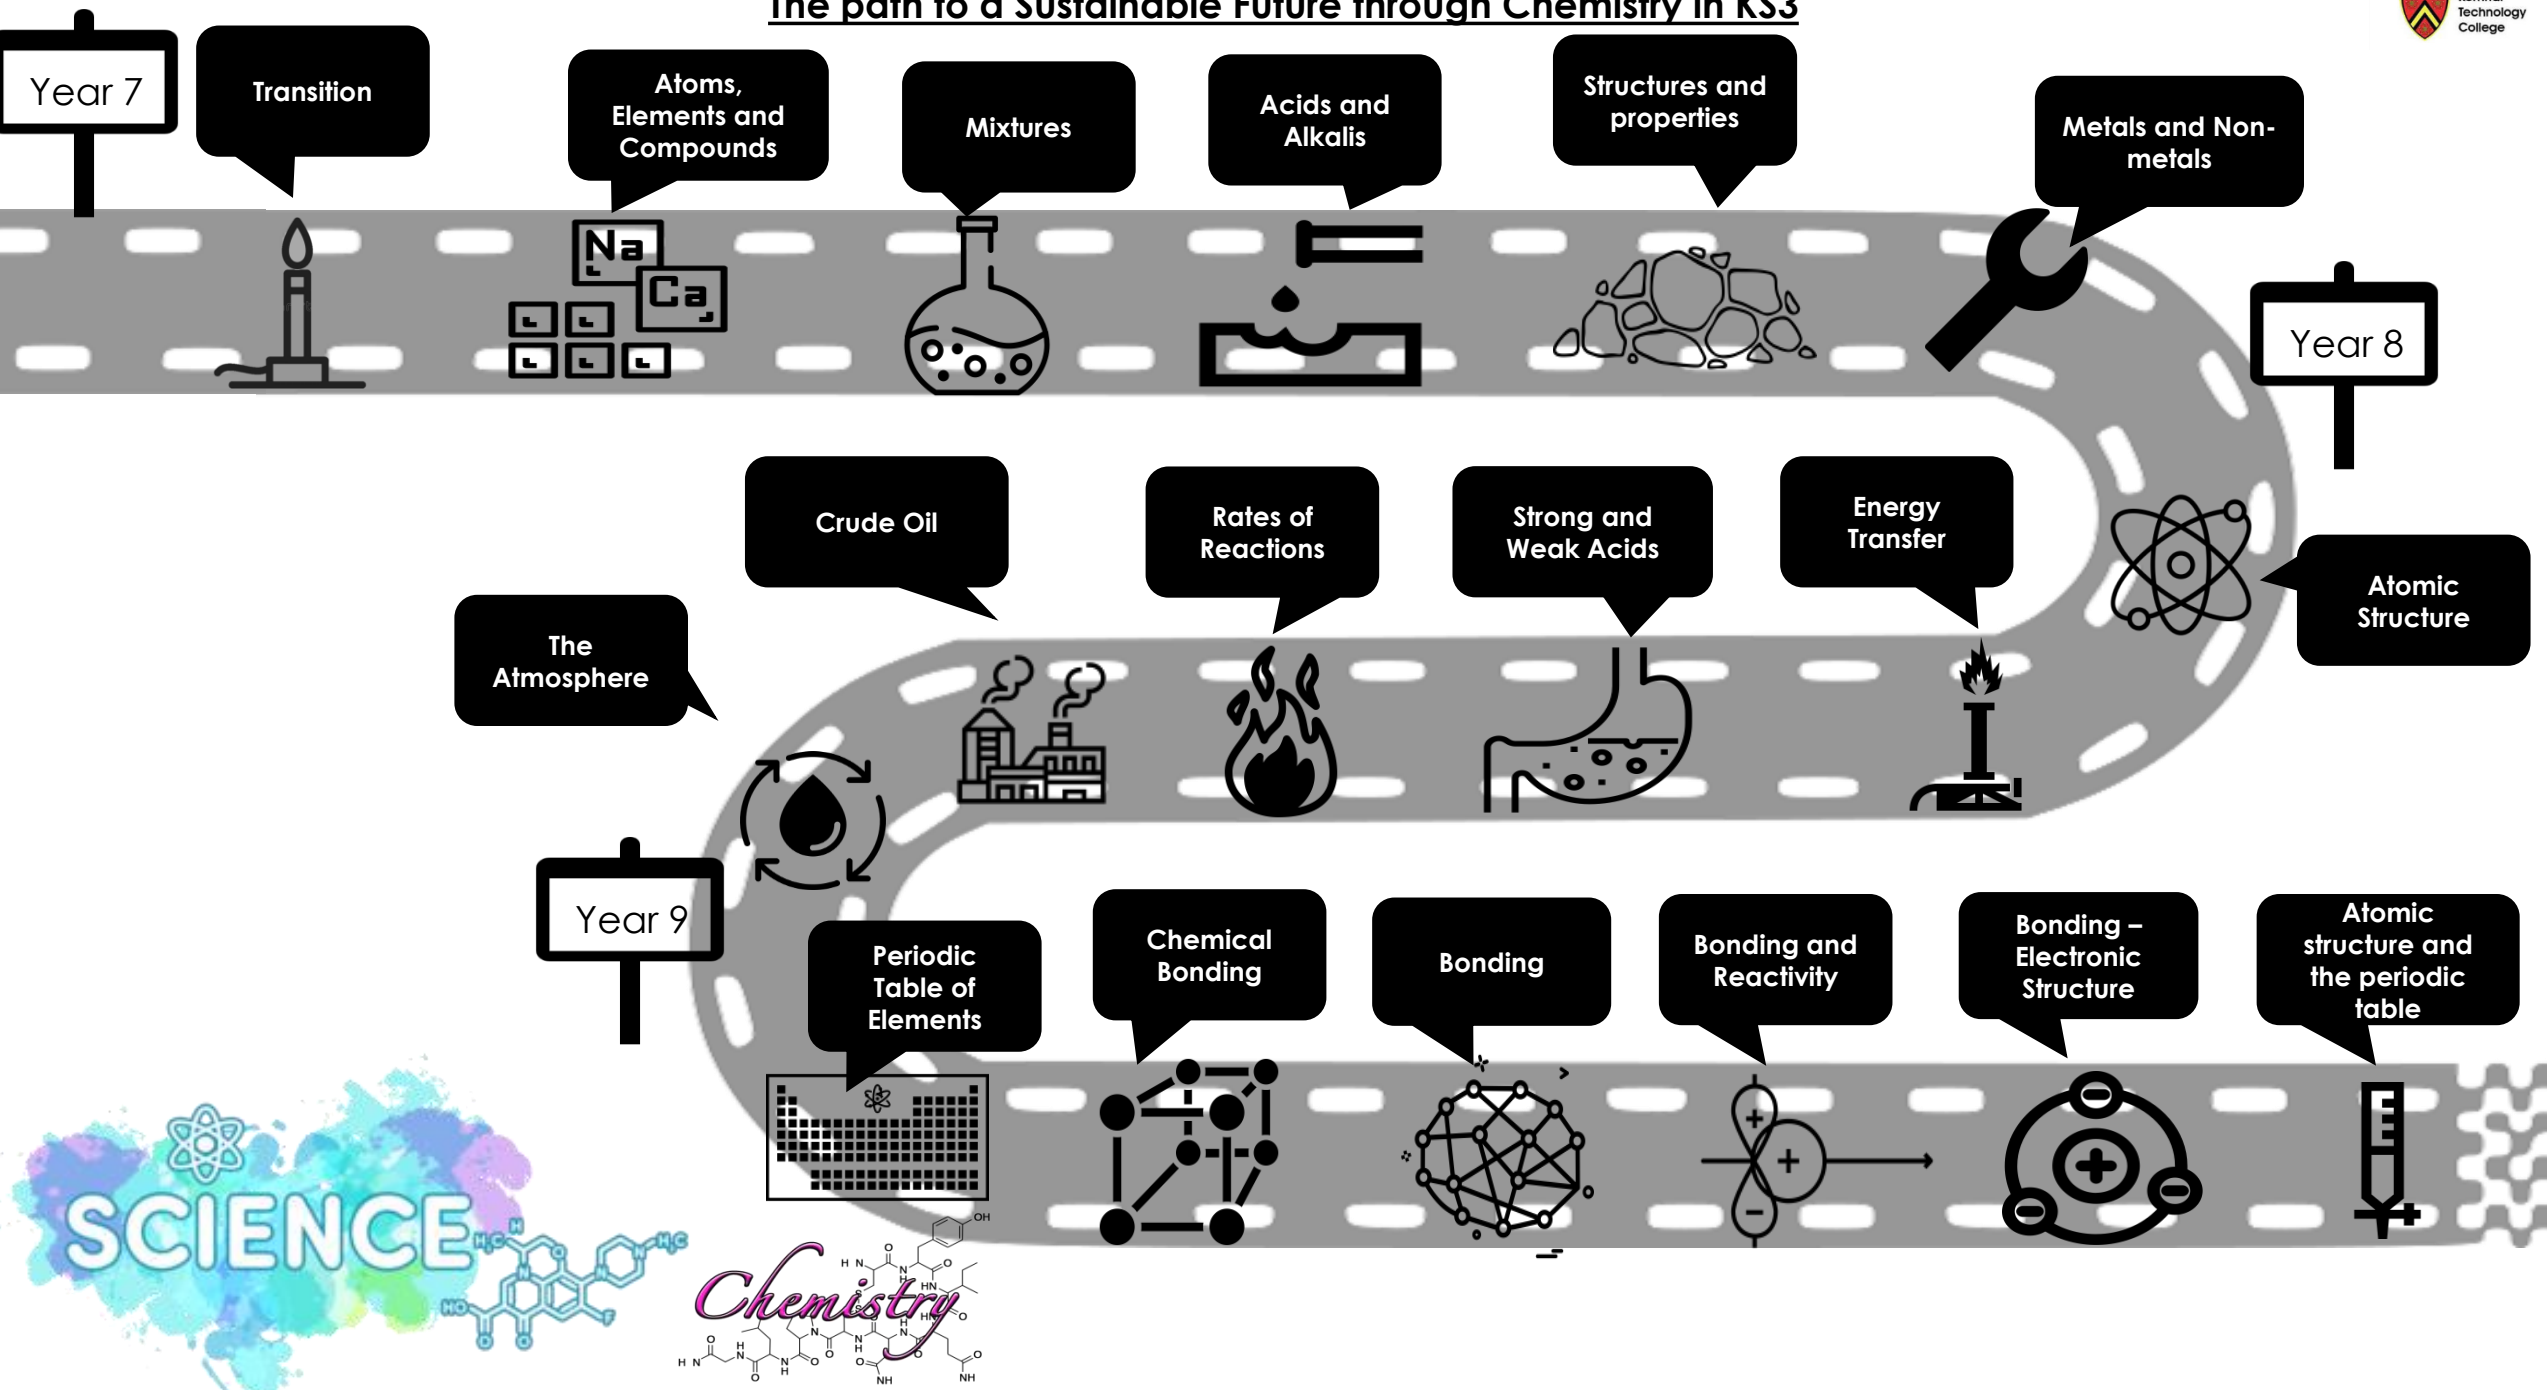 The path to a Sustainable Future through Chemistry in KS3
Technology
College
Year 7
Transition
Atoms,
Elements and
Compounds
Mixtures
Acids and
Alkalis
Structures and
properties
Metals and Non-
metals
Na
Ca
Year 8
Atomic
Structure
Energy
Transfer
Strong and
Weak Acids
Rates of
Reactions
Crude Oil
The
Atmosphere
Year 9
Periodic
Table of
Elements
Chemical
Bonding
Bonding
Bonding and
Reactivity
Bonding –
Electronic
Structure
Atomic
structure and
the periodic
table
SCIENCE
Chemistry